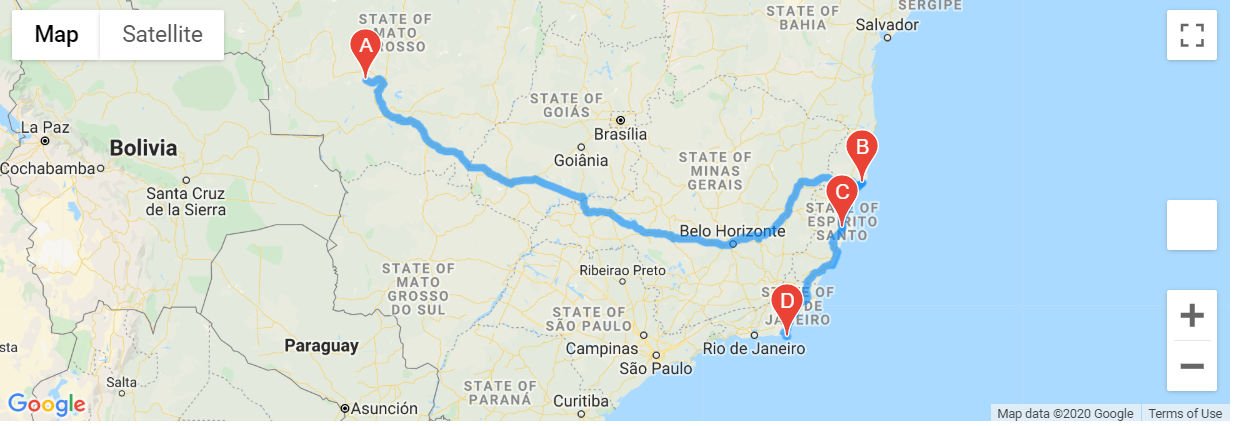 Map
Satellite
STATE OF
MATO
GROSSO
A
STATE OF
BAHIA
SERGIPE
Salvador
La Paz
Bolivia
Cochabamba
Santa Cruz
de la Sierra
STATE OF
GOIÁS
Brasília
Goiânia
STATE OF
MINAS
GERAIS
B
C
STATE OF
ESPIRITO
SANTO
Belo Horizonte
STATE OF
MATO
GROSSO
DO SUL
Ribeirao Preto
STATE OF
SÃO PAULO
D
STATE OF
DE
JANEIRO
Paraguay
Campinas
Rio de Janeiro
São Paulo
Salta
STATE OF
PARANÁ
Asunción
Curitiba
sta
+
−
Google
Map data ©2020 Google
Terms of Use